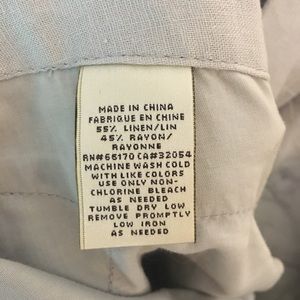 MADE IN CHINA
FABRIQUE EN CHINE
55% LINEN/LIN
45% RAYON/
RAYONNE
RN#66170 CA#32054
MACHINE WASH COLD
WITH LIKE COLORS
USE ONLY NON-
CHLORINE BLEACH
AS NEEDED
TUMBLE DRY LOW
REMOVE PROMPTLY
LOW IRON
AS NEEDED